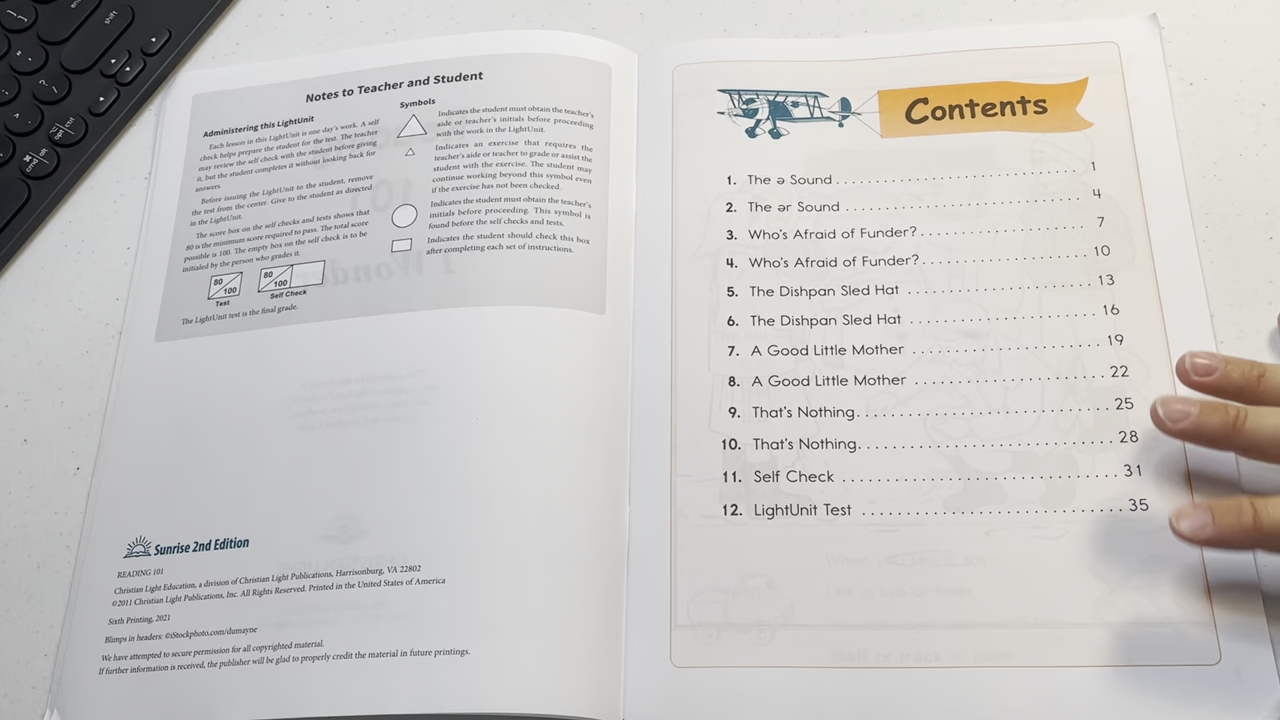 Notes to Teacher and Student
Administering this LightUnit
Each lesson in this LightUnit is one day's work. A self
check helps prepare the student for the test. The teacher
may review the self check with the student before giving
it, but the student completes it without looking back for
answers.
Before issuing the LightUnit to the student, remove
the test from the center. Give to the student as directed
in the LightUnit.
The score box on the self checks and tests shows that
80 is the minimum score required to pass. The total score
possible is 100. The empty box on the self check is to be
initialed by the person who grades it.
80
100
Test
80
100
Self Check
The LightUnit test is the final grade.
Symbols
Indicates the student must obtain the teacher's
aide or teacher's initials before proceeding
with the work in the LightUnit.
Indicates an exercise that requires the
teacher's aide or teacher to grade or assist the
student with the exercise. The student may
continue working beyond this symbol even
if the exercise has not been checked.
Indicates the student must obtain the teacher's
initials before proceeding. This symbol is
found before the self checks and tests.
Indicates the student should check this box
after completing each set of instructions.
Sunrise 2nd Edition
READING 101
Christian Light Education, a division of Christian Light Publications, Harrisonburg, VA 22802
©2011 Christian Light Publications, Inc. All Rights Reserved. Printed in the United States of America
Sixth Printing, 2021
Blimps in headers: ©iStockphoto.com/dumayne
We have attempted to secure permission for all copyrighted material.
If further information is received, the publisher will be glad to properly credit the material in future printings.
Contents
1. The ə Sound 1
2. The ər Sound 4
3. Who's Afraid of Funder? 7
4. Who's Afraid of Funder? 10
5. The Dishpan Sled Hat 13
6. The Dishpan Sled Hat 16
7. A Good Little Mother 19
8. A Good Little Mother 22
9. That's Nothing 25
10. That's Nothing 28
11. Self Check 31
12. LightUnit Test 35